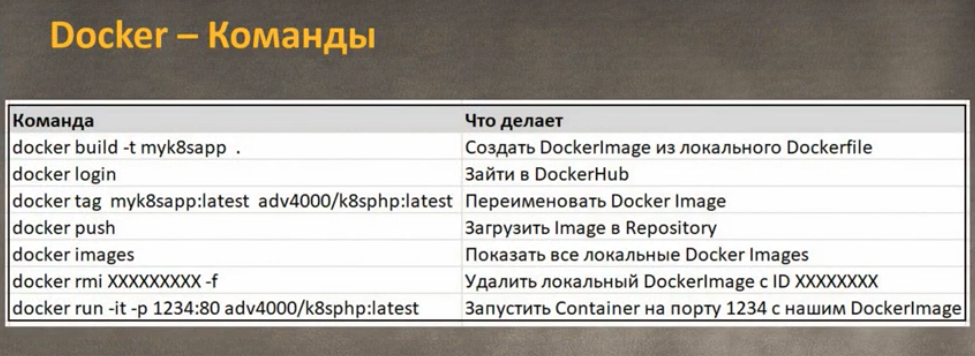 Docker – Команды
Команда Что делает
docker build -t myk8sapp . Создать DockerImage из локального Dockerfile
docker login Зайти в DockerHub
docker tag myk8sapp:latest adv4000/k8sphp:latest Переименовать Docker Image
docker push Загрузить Image в Repository
docker images Показать все локальные Docker Images
docker rmi XXXXXXXXX -f Удалить локальный DockerImage с ID XXXXXXXX
docker run -it -p 1234:80 adv4000/k8sphp:latest Запустить Container на порту 1234 с нашим DockerImage